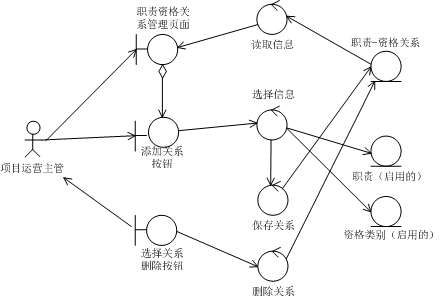 职责资格关
系管理页面
读取信息
职责-资格关系
选择信息
项目运营主管
添加关系
按钮
职责（启用的）
保存关系
资格类别（启用的）
选择关系
删除按钮
删除关系